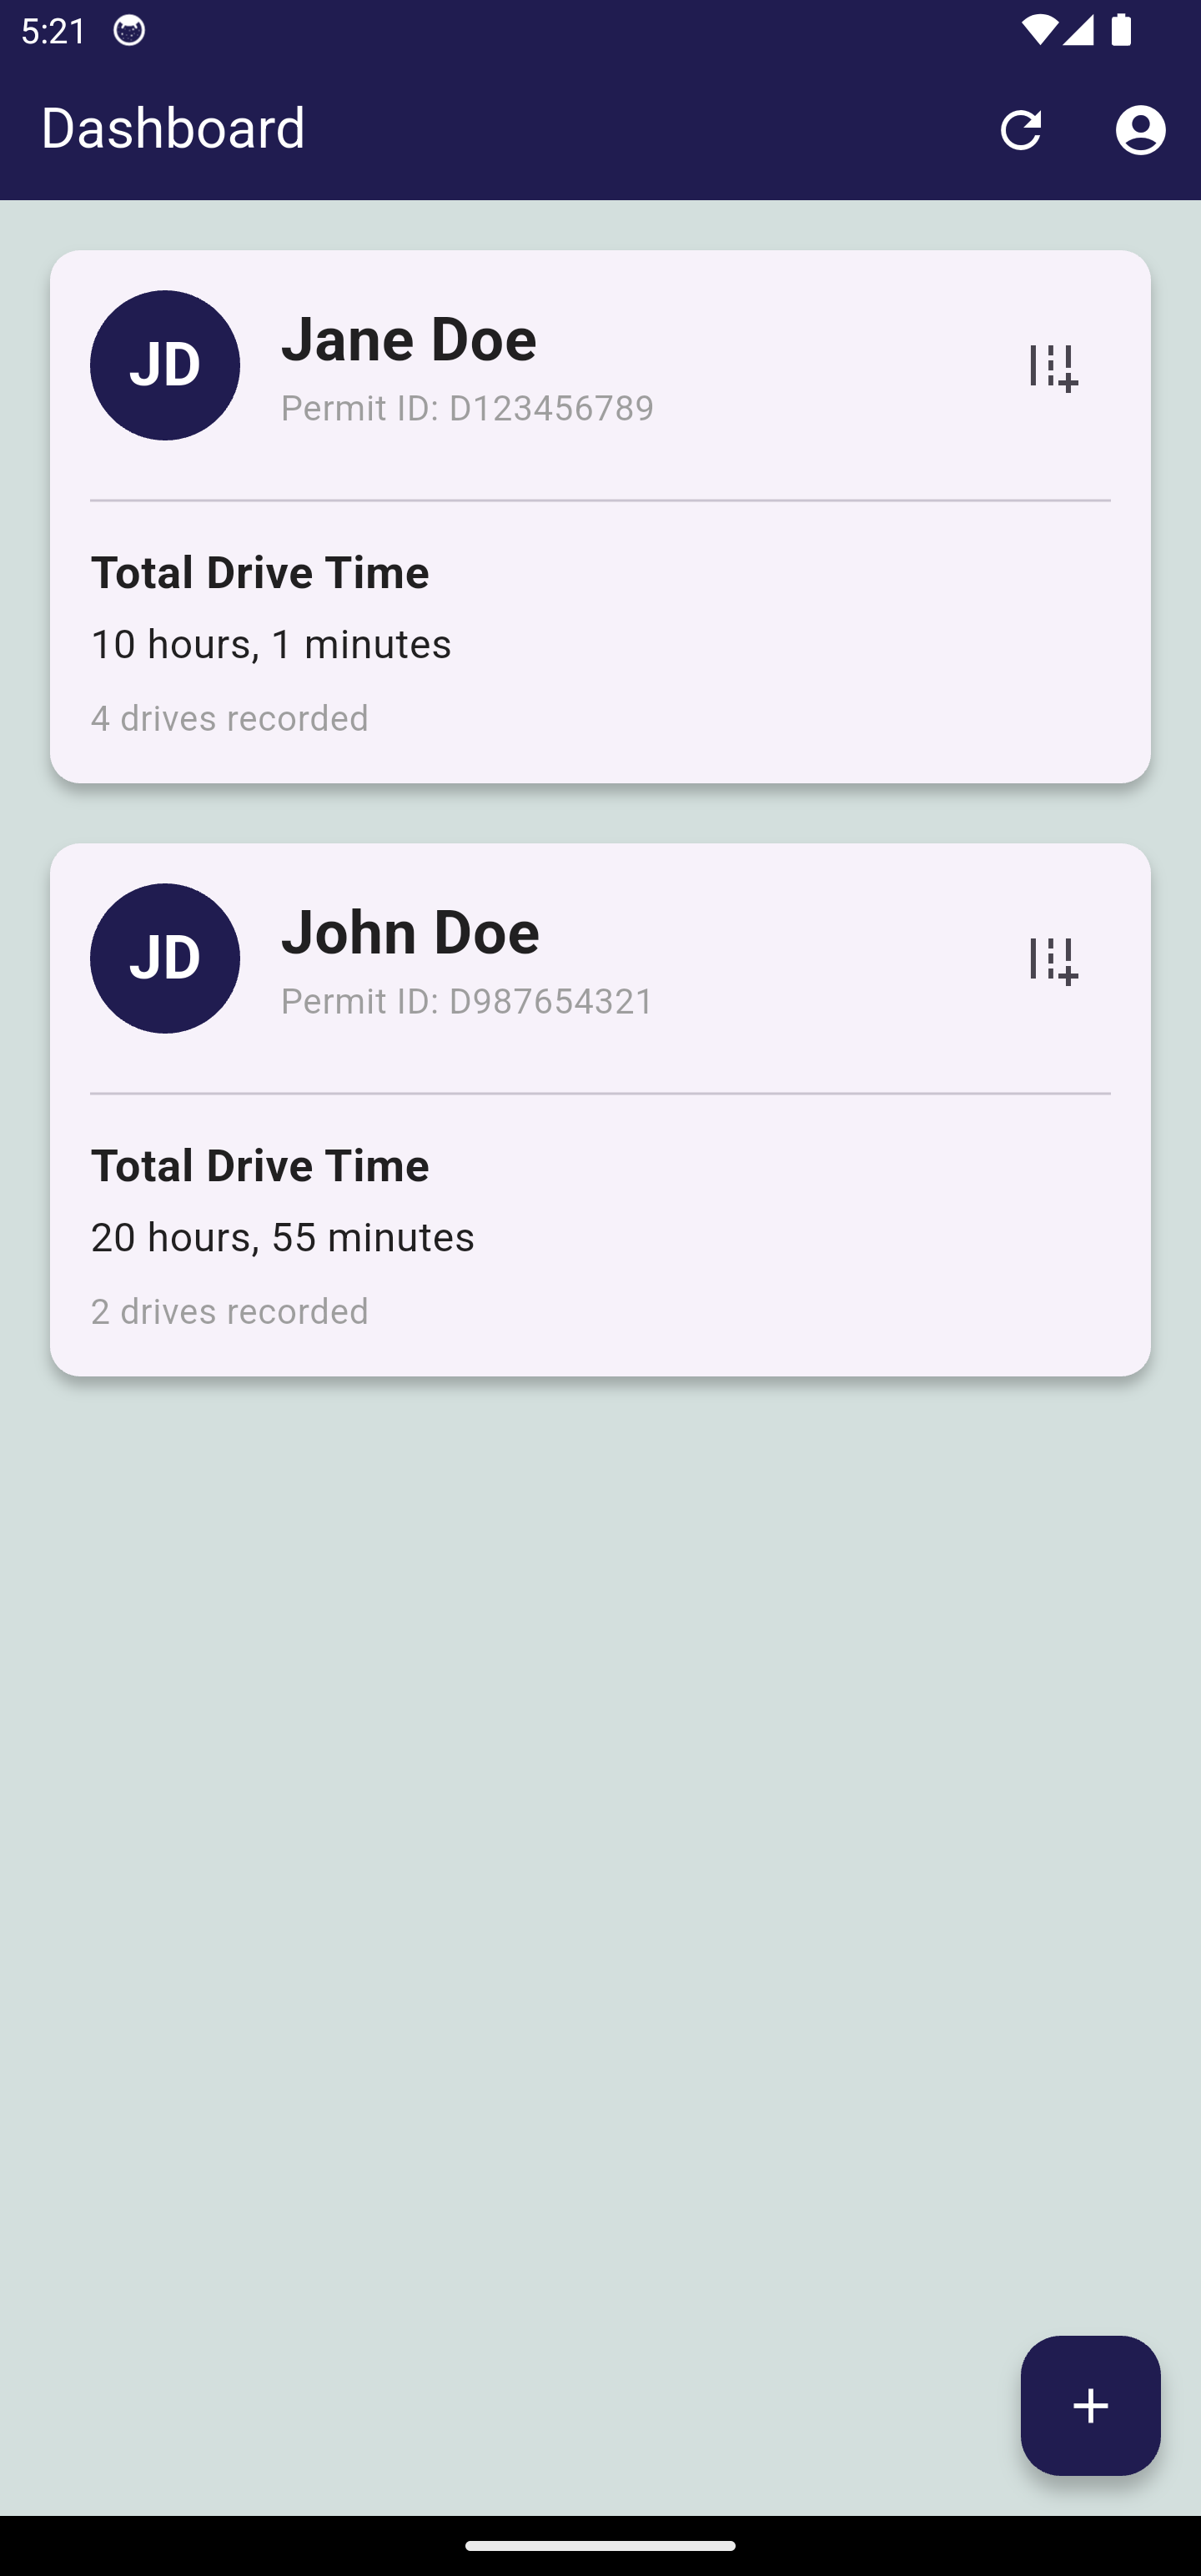 5:21
Dashboard
JD
Jane Doe
Permit ID: D123456789
Total Drive Time
10 hours, 1 minutes
4 drives recorded
JD
John Doe
Permit ID: D987654321
Total Drive Time
20 hours, 55 minutes
2 drives recorded